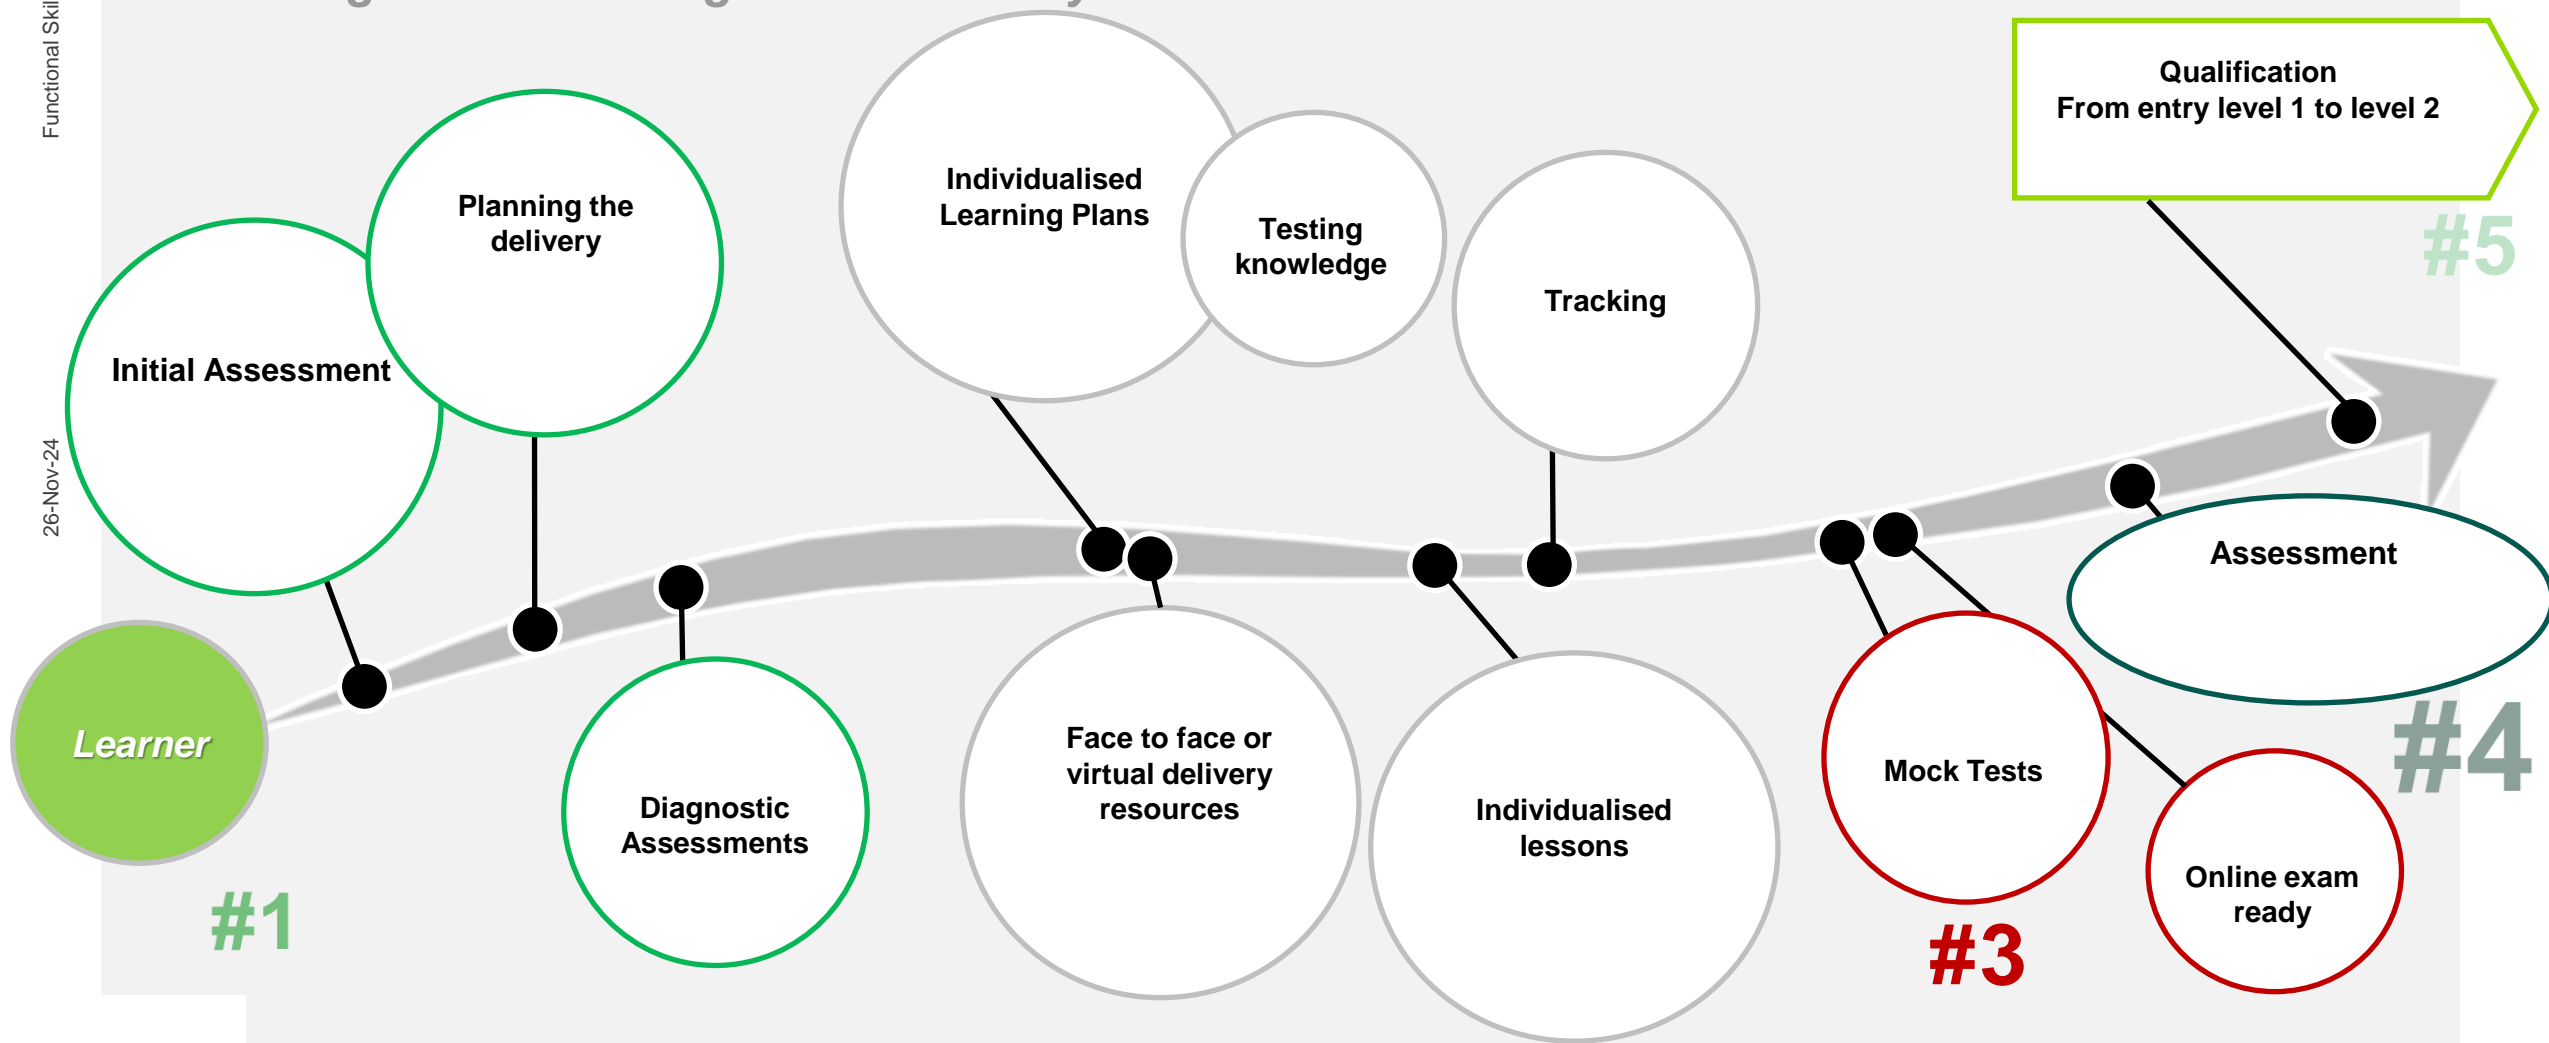 Functional Skil
26-Nov-24
Qualification
From entry level 1 to level 2
#5
Planning the
delivery
Individualised
Learning Plans
Testing
knowledge
Tracking
Initial Assessment
Assessment
#4
Learner
#1
Diagnostic
Assessments
Face to face or
virtual delivery
resources
Individualised
lessons
Mock Tests
#3
Online exam
ready